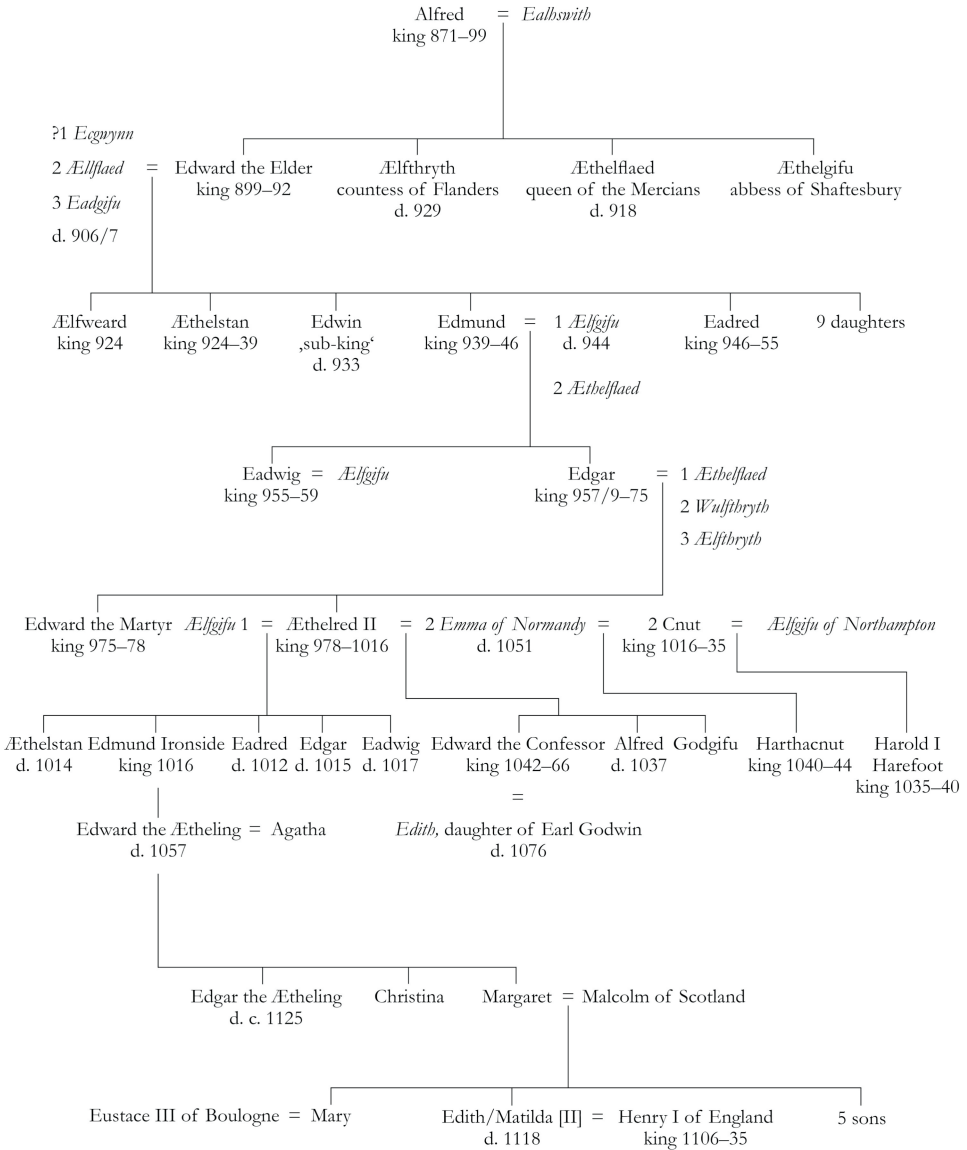 Alfred = Ealhswith
king 871–99
?1 Ecgwynn
2 Ællflaed = Edward the Elder Ælfthryth Æthelflaed Æthelgifu
king 899–92 countess of Flanders queen of the Mercians abbess of Shaftesbury
3 Eadgifu d. 929 d. 918
d. 906/7
Ælfweard Æthelstan Edwin Edmund = 1 Ælfgifu Eadred 9 daughters
king 924 king 924–39 ‚sub-king‘ king 939–46 d. 944 king 946–55
d. 933
2 Æthelflaed
Eadwig = Ælfgifu Edgar = 1 Æthelflaed
king 955–59 king 957/9–75
2 Wulfthryth
3 Ælfthryth
Edward the Martyr Ælfgifu 1 = Æthelred II = 2 Emma of Normandy = 2 Cnut = Ælfgifu of Northampton
king 975–78 king 978–1016 d. 1051 king 1016–35
Æthelstan Edmund Ironside Eadred Edgar Eadwig Edward the Confessor Alfred Godgifu Harthacnut Harold I
d. 1014 king 1016 d. 1012 d. 1015 d. 1017 king 1042–66 d. 1037 king 1040–44 Harefoot
king 1035–40
=
Edward the Ætheling = Agatha Edith, daughter of Earl Godwin
d. 1057 d. 1076
Edgar the Ætheling Christina Margaret = Malcolm of Scotland
d. c. 1125
Eustace III of Boulogne = Mary Edith/Matilda [II] = Henry I of England 5 sons
d. 1118 king 1106–35